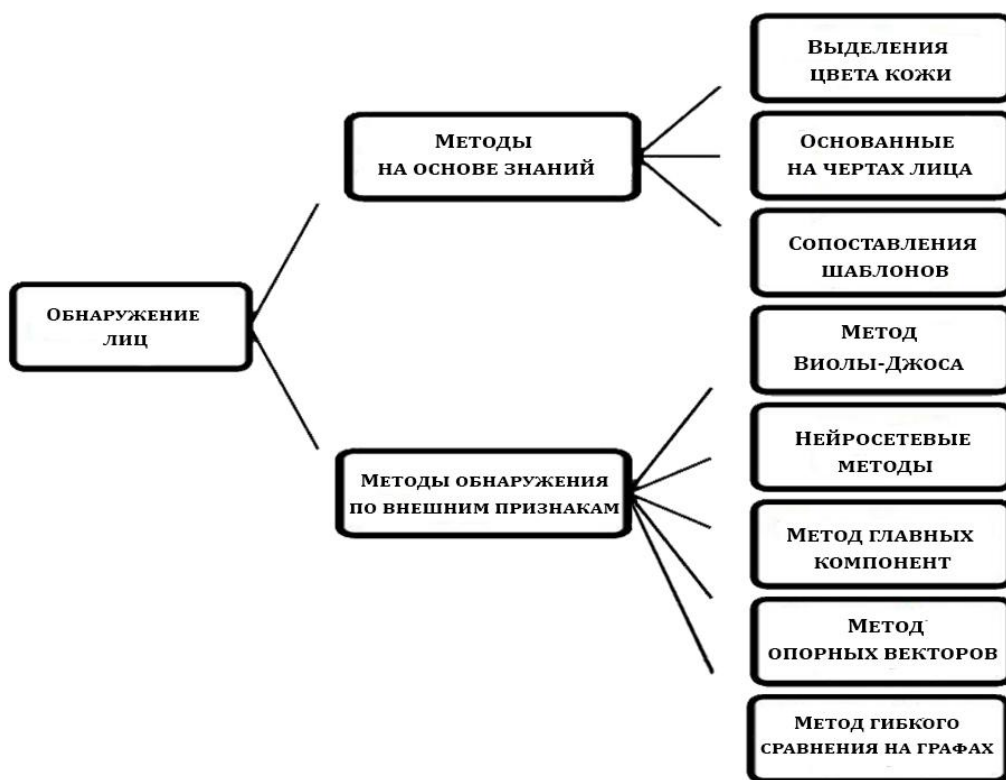 Обнаружение
лиц
Методы
на основе знаний
Методы обнаружения
по внешним признакам
Выделения
цвета кожи
Основанные
на чертах лица
Сопоставления
шаблонов
Метод
Виолы-Джоса
Нейросетевые
методы
Метод главных
компонент
Метод
опорных векторов
Метод гибкого
сравнения на графах